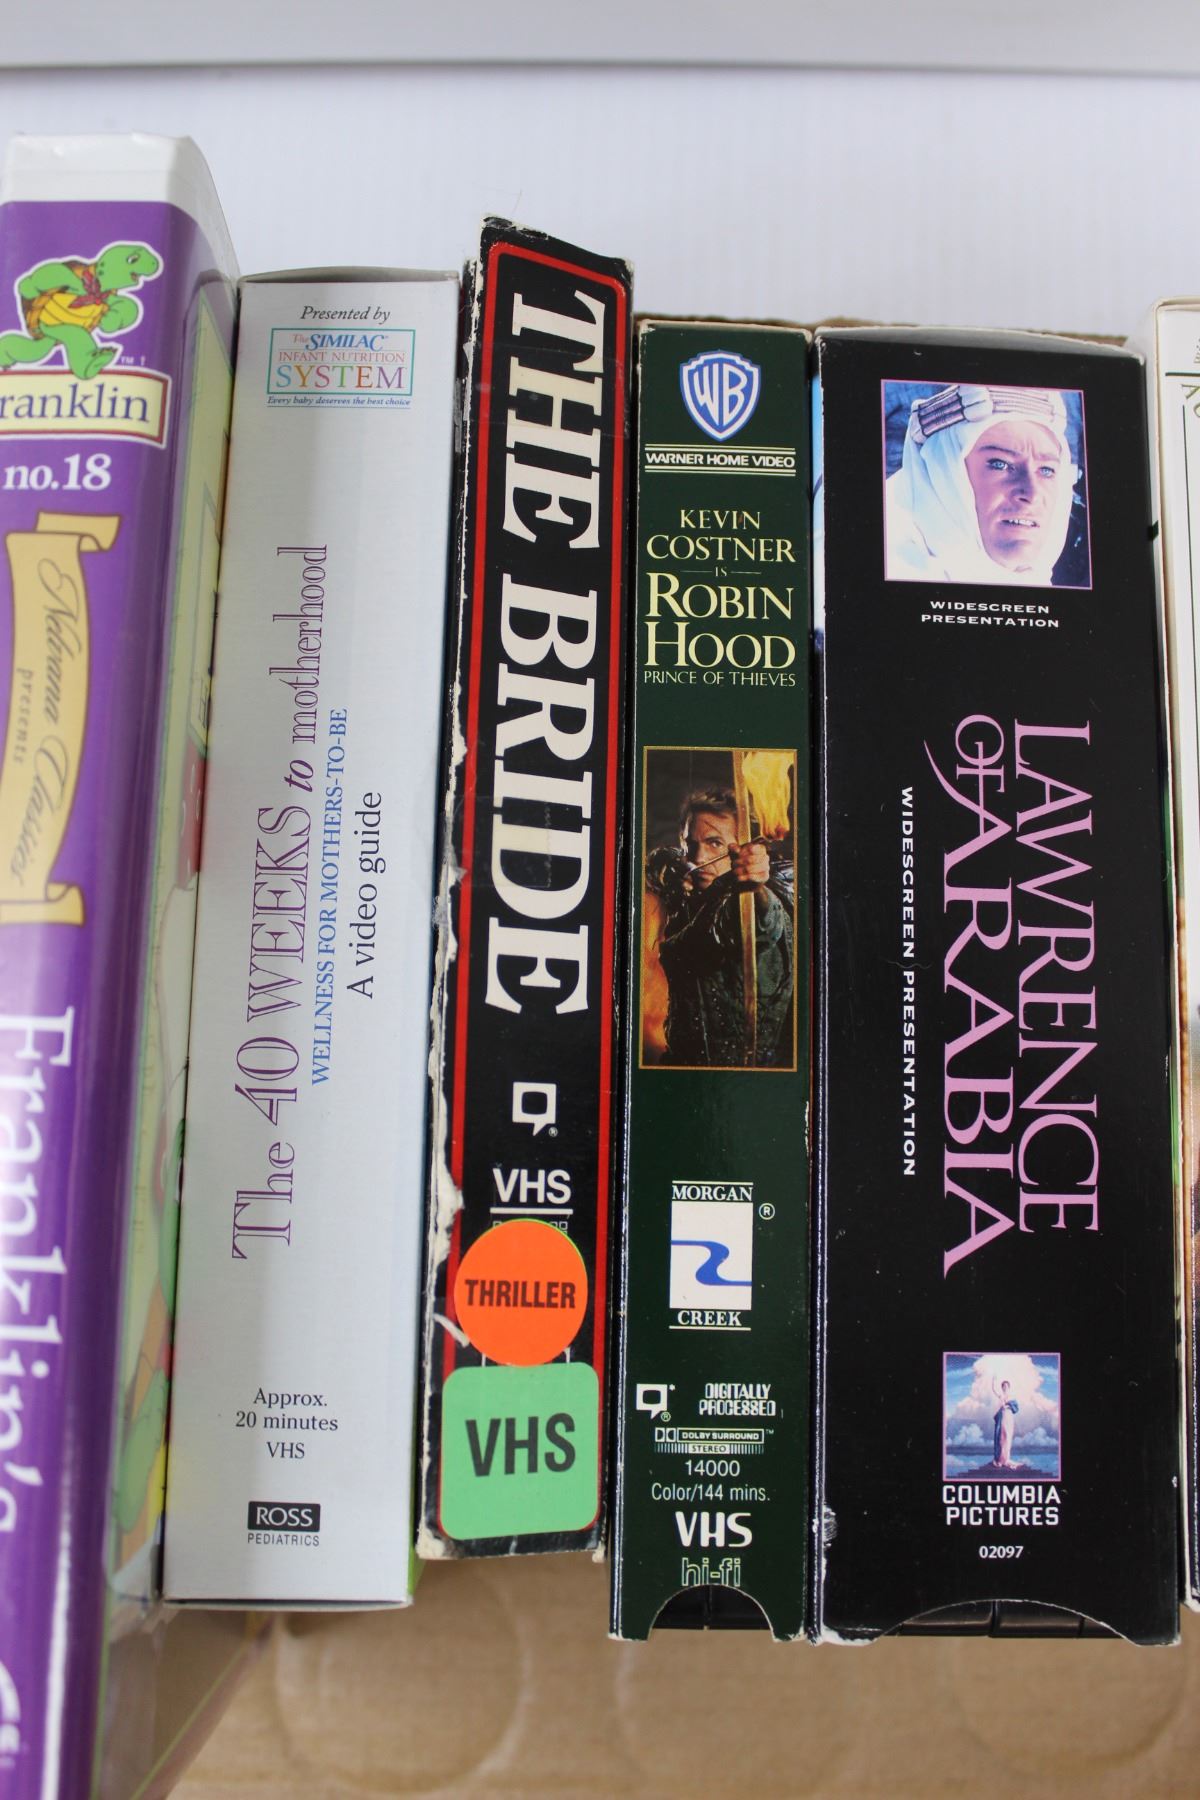 no.18
Nelvana Classics
presents
Presented by
The SIMILAC®
INFANT NUTRITION
SYSTEM
Every baby deserves the best choice
The 40 WEEKS to motherhood
WELLNESS FOR MOTHERS-TO-BE
A video guide
Approx.
20 minutes
VHS
ROSS
PEDIATRICS
THE BRIDE
®
VHS
THRILLER
VHS
WB
WARNER HOME VIDEO
KEVIN
COSTNER
IS
ROBIN
HOOD
PRINCE OF THIEVES
MORGAN
®
CREEK
DIGITALLY
PROCESSED
DOLBY SURROUND™
STEREO
14000
Color/144 mins.
VHS
hi-fi
WIDESCREEN
PRESENTATION
LAWRENCE
OF ARABIA
WIDESCREEN PRESENTATION
COLUMBIA
PICTURES
02097